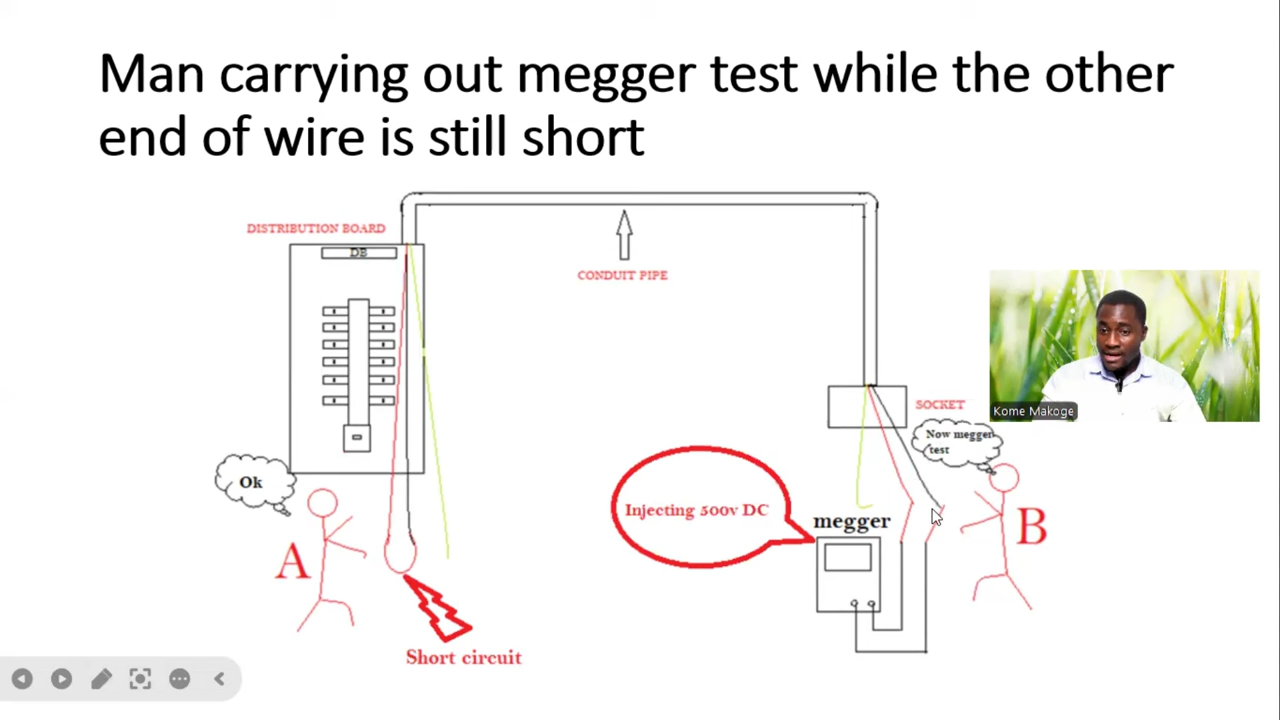 Man carrying out megger test while the other
end of wire is still short
DISTRIBUTION BOARD
DB
CONDUIT PIPE
SOCKET
Kome Makoge
Now megger
test
Ok
Injecting 500v DC
megger
A
B
Short circuit